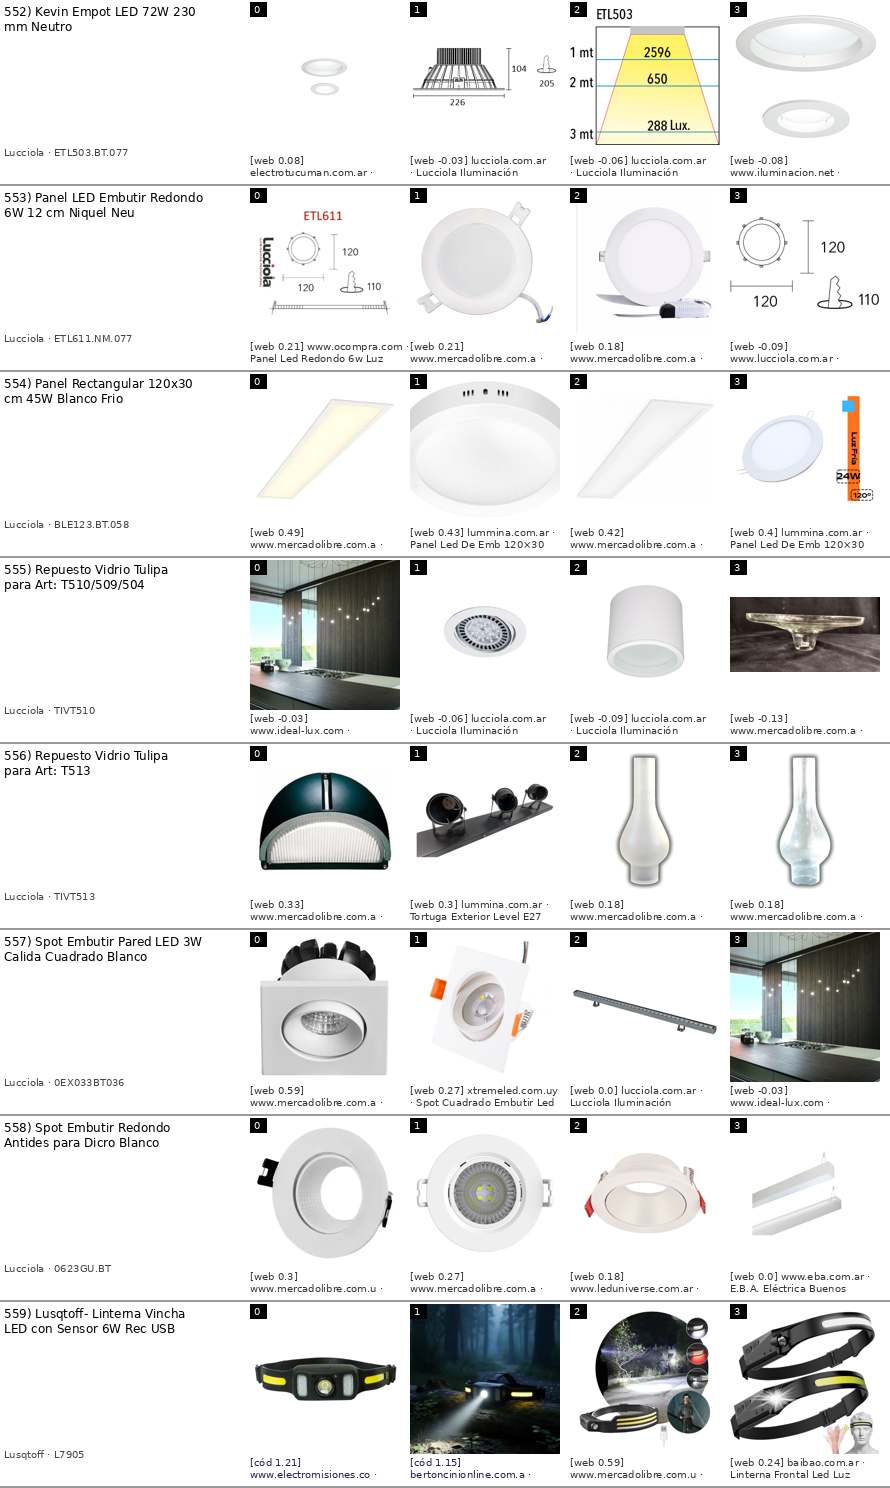 552) Kevin Empot LED 72W 230
mm Neutro
Lucciola · ETL503.BT.077
0
[web 0.08]
electrotucuman.com.ar ·
1
104
205
226
[web -0.03] lucciola.com.ar
· Lucciola Iluminación
2
ETL503
1 mt
2596
2 mt
650
3 mt
288 Lux.
[web -0.06] lucciola.com.ar
· Lucciola Iluminación
3
[web -0.08]
www.iluminacion.net ·
553) Panel LED Embutir Redondo
6W 12 cm Niquel Neu
Lucciola · ETL611.NM.077
0
ETL611
Lucciola
120
120
110
[web 0.21] www.ocompra.com ·
Panel Led Redondo 6w Luz
1
[web 0.21]
www.mercadolibre.com.a ·
2
[web 0.18]
www.mercadolibre.com.a ·
3
120
120
110
[web -0.09]
www.lucciola.com.ar ·
554) Panel Rectangular 120x30
cm 45W Blanco Frio
Lucciola · BLE123.BT.058
0
[web 0.49]
www.mercadolibre.com.a ·
1
[web 0.43] lummina.com.ar ·
Panel Led De Emb 120×30
2
[web 0.42]
www.mercadolibre.com.a ·
3
Luz Fria
24W
120°
[web 0.4] lummina.com.ar ·
Panel Led De Emb 120×30
555) Repuesto Vidrio Tulipa
para Art: T510/509/504
Lucciola · TIVT510
0
[web -0.03]
www.ideal-lux.com ·
1
[web -0.06] lucciola.com.ar
· Lucciola Iluminación
2
[web -0.09] lucciola.com.ar
· Lucciola Iluminación
3
[web -0.13]
www.mercadolibre.com.a ·
556) Repuesto Vidrio Tulipa
para Art: T513
Lucciola · TIVT513
0
[web 0.33]
www.mercadolibre.com.a ·
1
[web 0.3] lummina.com.ar ·
Tortuga Exterior Level E27
2
[web 0.18]
www.mercadolibre.com.a ·
3
[web 0.18]
www.mercadolibre.com.a ·
557) Spot Embutir Pared LED 3W
Calida Cuadrado Blanco
Lucciola · 0EX033BT036
0
[web 0.59]
www.mercadolibre.com.a ·
1
[web 0.27] xtremeled.com.uy
· Spot Cuadrado Embutir Led
2
[web 0.0] lucciola.com.ar ·
Lucciola Iluminación
3
[web -0.03]
www.ideal-lux.com ·
558) Spot Embutir Redondo
Antides para Dicro Blanco
Lucciola · 0623GU.BT
0
[web 0.3]
www.mercadolibre.com.u ·
1
[web 0.27]
www.mercadolibre.com.a ·
2
[web 0.18]
www.leduniverse.com.ar ·
3
[web 0.0] www.eba.com.ar ·
E.B.A. Eléctrica Buenos
559) Lusqtoff- Linterna Vincha
LED con Sensor 6W Rec USB
Lusqtoff · L7905
0
[cód 1.21]
www.electromisiones.co ·
1
[cód 1.15]
bertoncinionline.com.a ·
2
[web 0.59]
www.mercadolibre.com.u ·
3
[web 0.24] baibao.com.ar ·
Linterna Frontal Led Luz